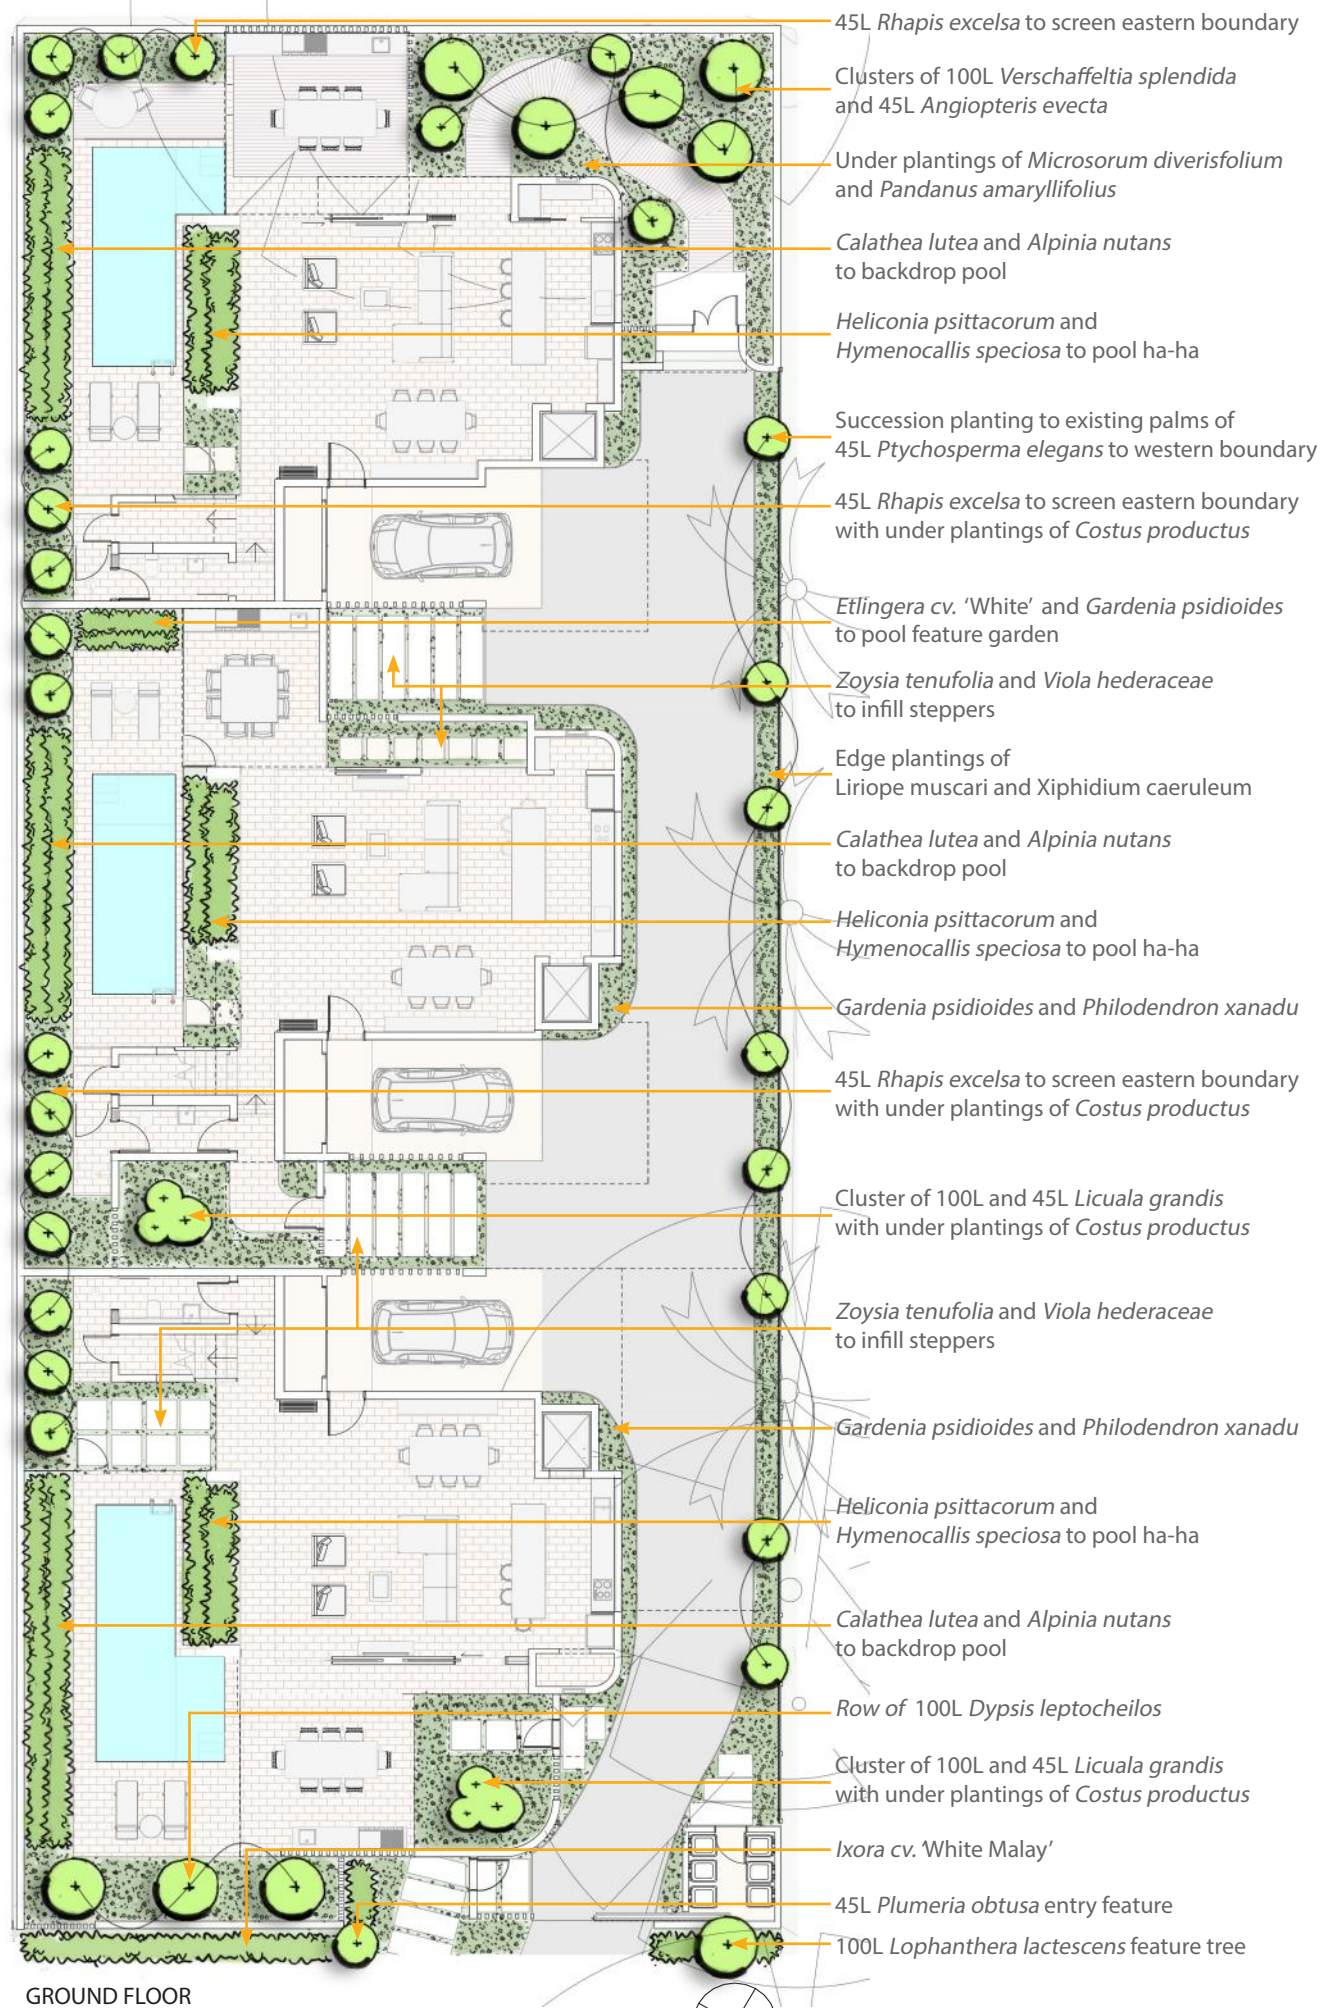 45L Rhapis excelsa to screen eastern boundary
Clusters of 100L Verschaffeltia splendida
and 45L Angiopteris evecta
Under plantings of Microsorum diverisfolium
and Pandanus amaryllifolius
Calathea lutea and Alpinia nutans
to backdrop pool
Heliconia psittacorum and
Hymenocallis speciosa to pool ha-ha
Succession planting to existing palms of
45L Ptychosperma elegans to western boundary
45L Rhapis excelsa to screen eastern boundary
with under plantings of Costus productus
Etlingera cv. ‘White’ and Gardenia psidioides
to pool feature garden
Zoysia tenufolia and Viola hederaceae
to infill steppers
Edge plantings of
Liriope muscari and Xiphidium caeruleum
Calathea lutea and Alpinia nutans
to backdrop pool
Heliconia psittacorum and
Hymenocallis speciosa to pool ha-ha
Gardenia psidioides and Philodendron xanadu
45L Rhapis excelsa to screen eastern boundary
with under plantings of Costus productus
Cluster of 100L and 45L Licuala grandis
with under plantings of Costus productus
Zoysia tenufolia and Viola hederaceae
to infill steppers
Gardenia psidioides and Philodendron xanadu
Heliconia psittacorum and
Hymenocallis speciosa to pool ha-ha
Calathea lutea and Alpinia nutans
to backdrop pool
Row of 100L Dypsis leptocheilos
Cluster of 100L and 45L Licuala grandis
with under plantings of Costus productus
Ixora cv. ‘White Malay’
45L Plumeria obtusa entry feature
100L Lophanthera lactescens feature tree
GROUND FLOOR